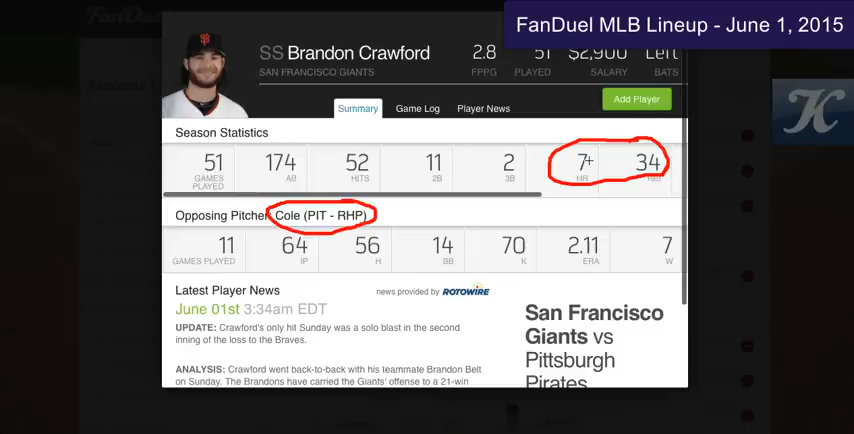 FanDuel MLB Lineup - June 1, 2015
SS Brandon Crawford
SAN FRANCISCO GIANTS
2.8 51 $2,900 Left
FPPG PLAYED SALARY BATS
Add Player
Summary Game Log Player News
Season Statistics
51 174 52 11 2 7 34
GAMES PLAYED AB HITS 2B 3B HR RBI
Opposing Pitcher: Cole (PIT - RHP)
11 64 56 14 70 2.11 7
GAMES PLAYED IP H BB K ERA W
Latest Player News
news provided by ROTOWIRE
June 01st 3:34am EDT
UPDATE: Crawford's only hit Sunday was a solo blast in the second
inning of the loss to the Braves.
ANALYSIS: Crawford went back-to-back with his teammate Brandon Belt
on Sunday. The Brandons have carried the Giants' offense to a 21-win
San Francisco
Giants vs
Pittsburgh
Pirates
K